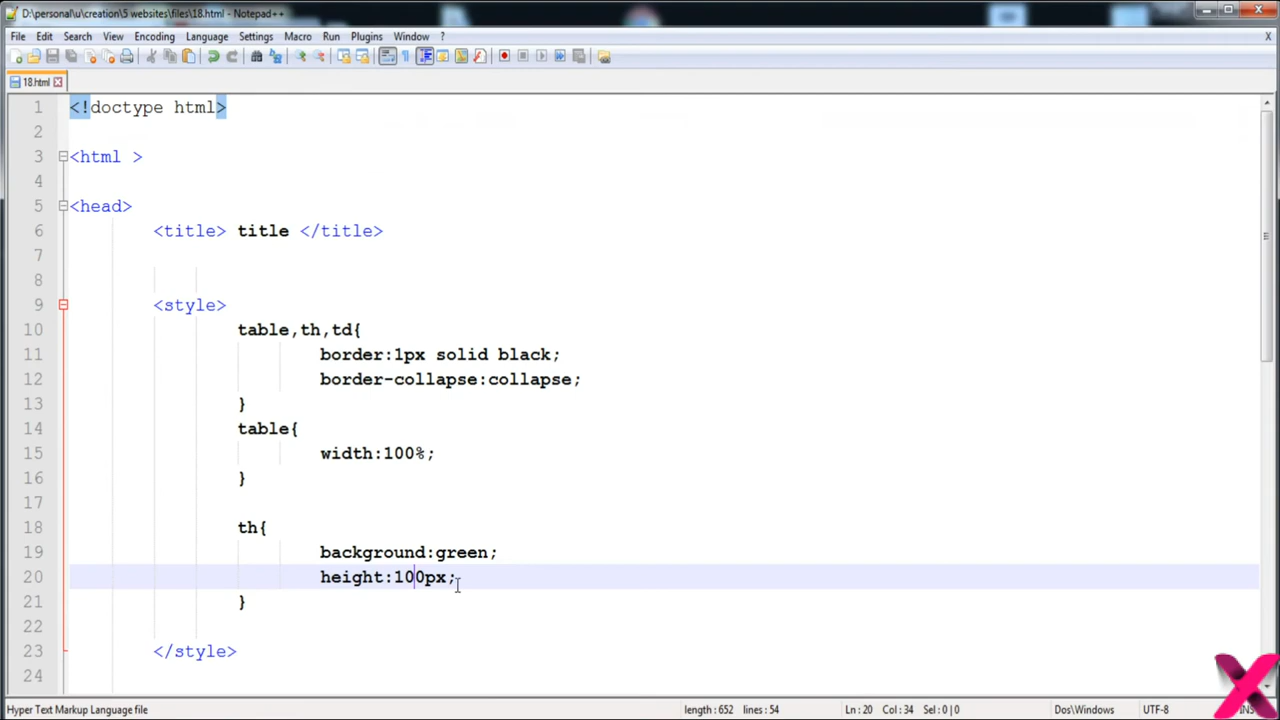 D:\personal\u\creation\5 websites\files\18.html - Notepad++
File Edit Search View Encoding Language Settings Macro Run Plugins Window ? X
18.html
1 <!doctype html>
2
3 <html >
4
5 <head>
6 <title> title </title>
7
8
9 <style>
10 table,th,td{
11 border:1px solid black;
12 border-collapse:collapse;
13 }
14 table{
15 width:100%;
16 }
17
18 th{
19 background:green;
20 height:100px;
21 }
22
23 </style>
24
Hyper Text Markup Language file length : 652 lines : 54 Ln : 20 Col : 34 Sel : 0 | 0 Dos\Windows UTF-8